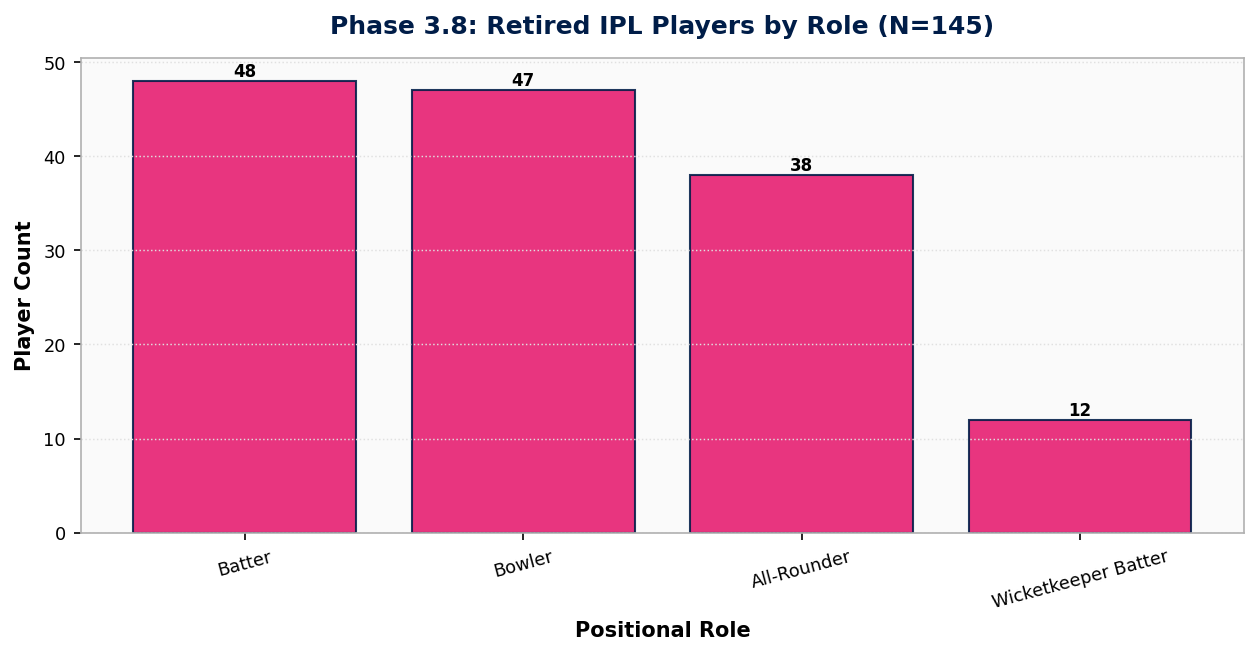 Phase 3.8: Retired IPL Players by Role (N=145)
Player Count
50
40
30
20
10
0
48
47
38
12
Batter
Bowler
All-Rounder
Wicketkeeper Batter
Positional Role